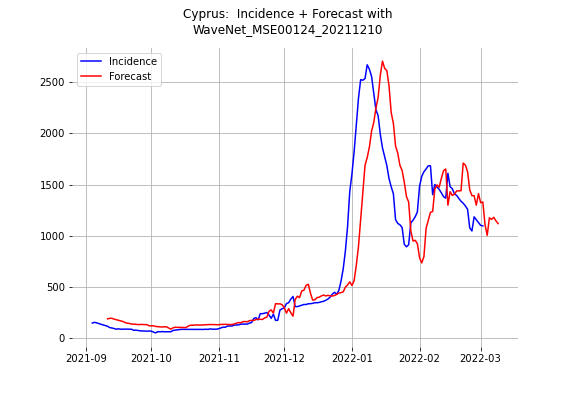 Cyprus:  Incidence + Forecast with
WaveNet_MSE00124_20211210
Incidence
Forecast
2500
2000
1500
1000
500
0
2021-09 2021-10 2021-11 2021-12 2022-01 2022-02 2022-03